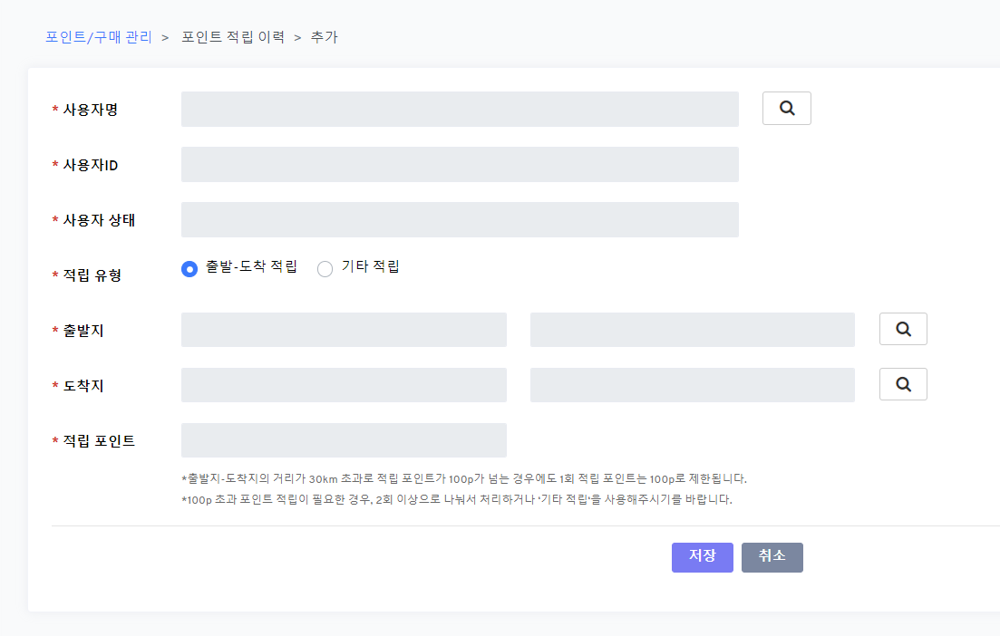 포인트/구매 관리 > 포인트 적립 이력 > 추가
* 사용자명
* 사용자ID
* 사용자 상태
* 적립 유형 출발-도착 적립 기타 적립
* 출발지
* 도착지
* 적립 포인트
*출발지-도착지의 거리가 30km 초과로 적립 포인트가 100p가 넘는 경우에도 1회 적립 포인트는 100p로 제한됩니다.
*100p 초과 포인트 적립이 필요한 경우, 2회 이상으로 나눠서 처리하거나 '기타 적립'을 사용해주시기를 바랍니다.
저장 취소